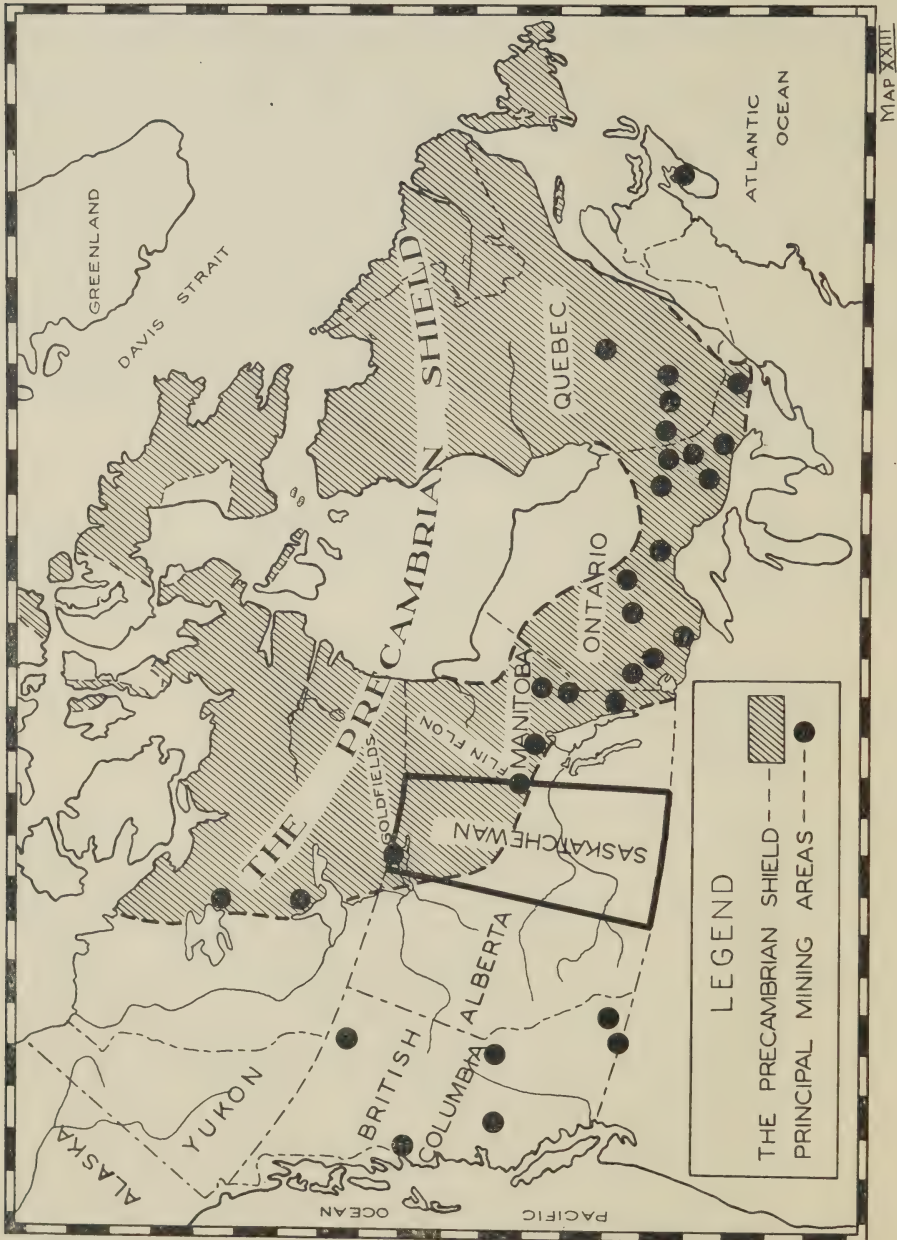 MAP XXIII
GREENLAND
DAVIS STRAIT
ATLANTIC
OCEAN
THE PRECAMBRIAN SHIELD
QUEBEC
ONTARIO
MANITOBA
FLIN FLON
GOLDFIELDS
SASKATCHEWAN
ALBERTA
BRITISH
COLUMBIA
YUKON
ALASKA
PACIFIC
OCEAN
LEGEND
THE PRECAMBRIAN SHIELD
PRINCIPAL MINING AREAS